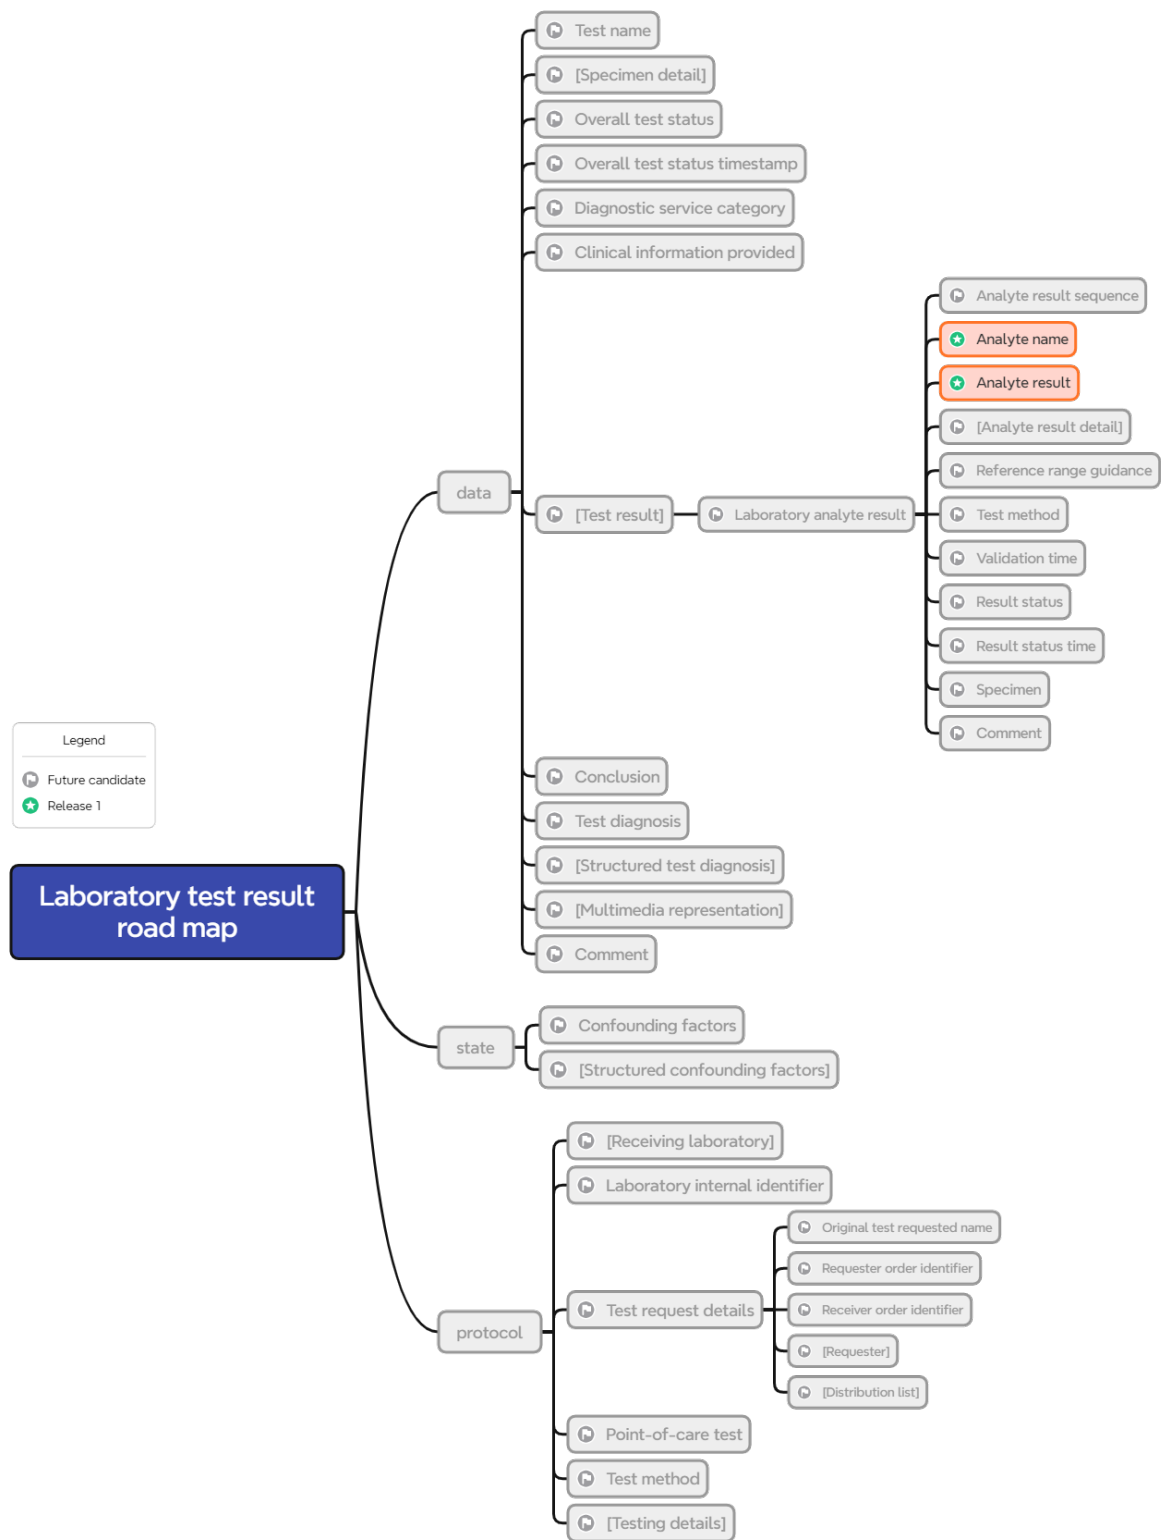 Test name
[Specimen detail]
Overall test status
Overall test status timestamp
Diagnostic service category
Clinical information provided
Analyte result sequence
Analyte name
Analyte result
[Analyte result detail]
Reference range guidance
data
[Test result]
Laboratory analyte result
Test method
Validation time
Result status
Result status time
Specimen
Comment
Legend
Future candidate
Release 1
Conclusion
Test diagnosis
[Structured test diagnosis]
[Multimedia representation]
Comment
Laboratory test result
road map
state
Confounding factors
[Structured confounding factors]
[Receiving laboratory]
Laboratory internal identifier
Original test requested name
Requester order identifier
protocol
Test request details
Receiver order identifier
[Requester]
[Distribution list]
Point-of-care test
Test method
[Testing details]